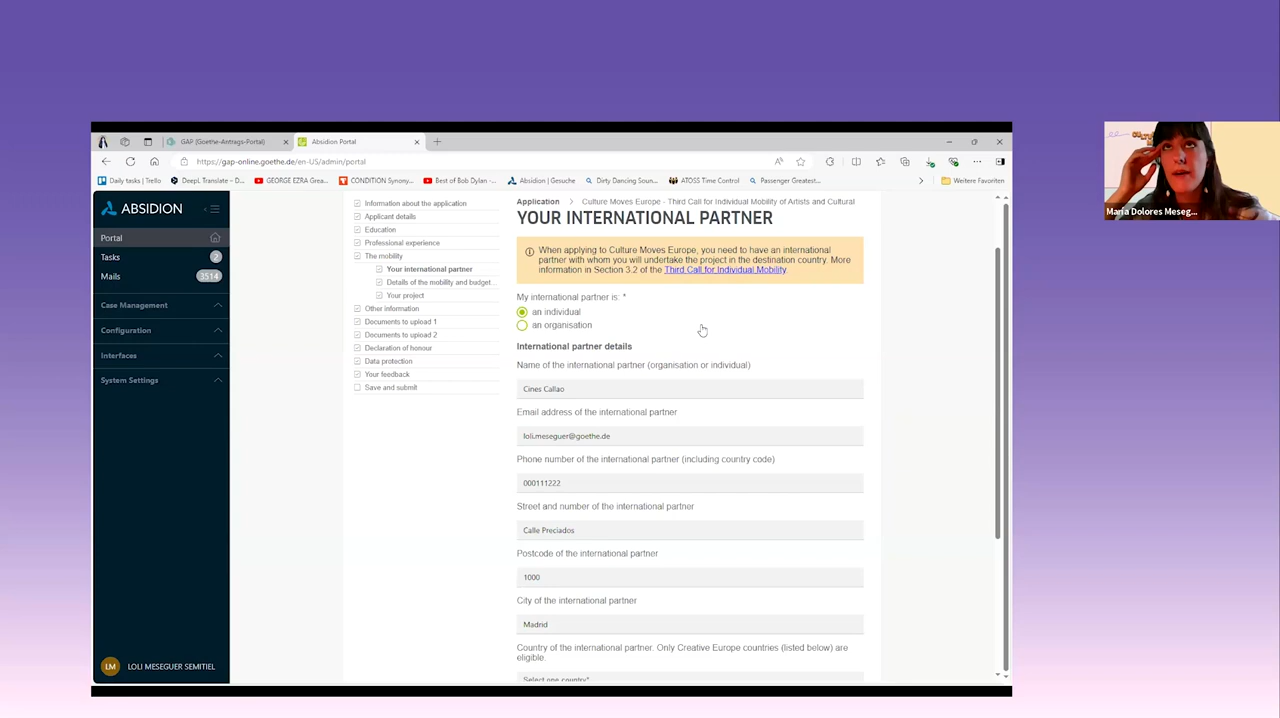 GAP (Goethe-Antrags-Portal)
Absidion Portal
https://gap-online.goethe.de/en-US/admin/portal
Daily tasks | Trello
DeepL Translate – D...
GEORGE EZRA Grea...
CONDITION Synony...
Best of Bob Dylan -...
Absidion | Gesuche
Dirty Dancing Soun...
ATOSS Time Control
Passenger Greatest...
Weitere Favoriten
ABSIDION
Portal
Tasks
2
Mails
3514
Case Management
Configuration
Interfaces
System Settings
LM
LOLI MESEGUER SEMITIEL
Information about the application
Applicant details
Education
Professional experience
The mobility
Your international partner
Details of the mobility and budget...
Your project
Other information
Documents to upload 1
Documents to upload 2
Declaration of honour
Data protection
Your feedback
Save and submit
Application
Culture Moves Europe - Third Call for Individual Mobility of Artists and Cultural
YOUR INTERNATIONAL PARTNER
When applying to Culture Moves Europe, you need to have an international
partner with whom you will undertake the project in the destination country. More
information in Section 3.2 of the Third Call for Individual Mobility.
My international partner is: *
an individual
an organisation
International partner details
Name of the international partner (organisation or individual)
Cines Callao
Email address of the international partner
loli.meseguer@goethe.de
Phone number of the international partner (including country code)
000111222
Street and number of the international partner
Calle Preciados
Postcode of the international partner
1000
City of the international partner
Madrid
Country of the international partner. Only Creative Europe countries (listed below) are
eligible.
Select one country*
Maria Dolores Meseg...